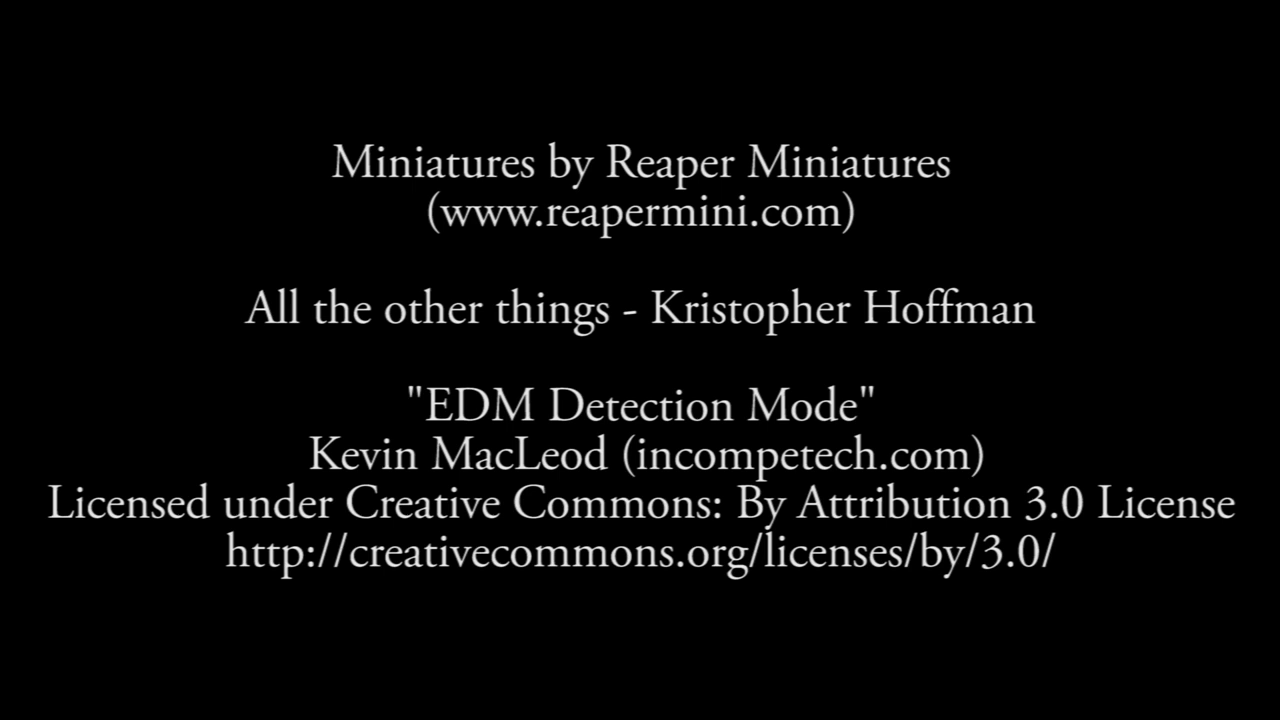 Miniatures by Reaper Miniatures
(www.reapermini.com)
All the other things - Kristopher Hoffman
"EDM Detection Mode"
Kevin MacLeod (incompetech.com)
Licensed under Creative Commons: By Attribution 3.0 License
http://creativecommons.org/licenses/by/3.0/